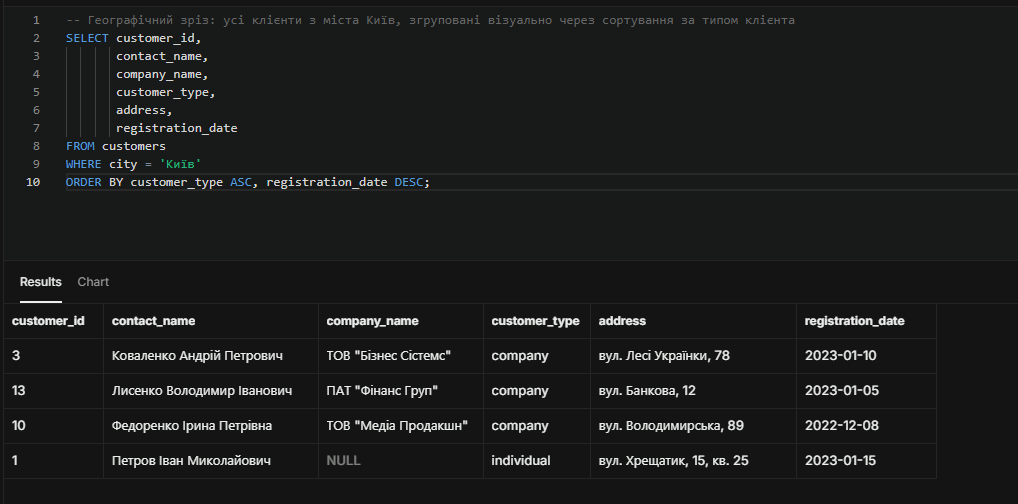 1 -- Географічний зріз: усі клієнти з міста Київ, згруповані візуально через сортування за типом клієнта
2 SELECT customer_id,
3 contact_name,
4 company_name,
5 customer_type,
6 address,
7 registration_date
8 FROM customers
9 WHERE city = 'Київ'
10 ORDER BY customer_type ASC, registration_date DESC;
Results Chart
customer_id contact_name company_name customer_type address registration_date
3 Коваленко Андрій Петрович ТОВ "Бізнес Сістемс" company вул. Лесі Українки, 78 2023-01-10
13 Лисенко Володимир Іванович ПАТ "Фінанс Груп" company вул. Банкова, 12 2023-01-05
10 Федоренко Ірина Петрівна ТОВ "Медіа Продакшн" company вул. Володимирська, 89 2022-12-08
1 Петров Іван Миколайович NULL individual вул. Хрещатик, 15, кв. 25 2023-01-15